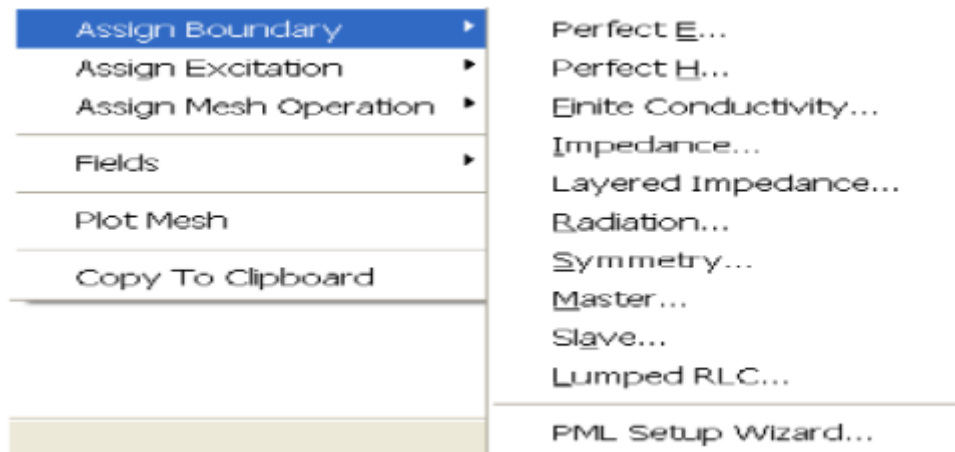 Assign Boundary
Assign Excitation
Assign Mesh Operation
Fields
Plot Mesh
Copy To Clipboard
Perfect E...
Perfect H...
Finite Conductivity...
Impedance...
Layered Impedance...
Radiation...
Symmetry...
Master...
Slave...
Lumped RLC...
PML Setup Wizard...